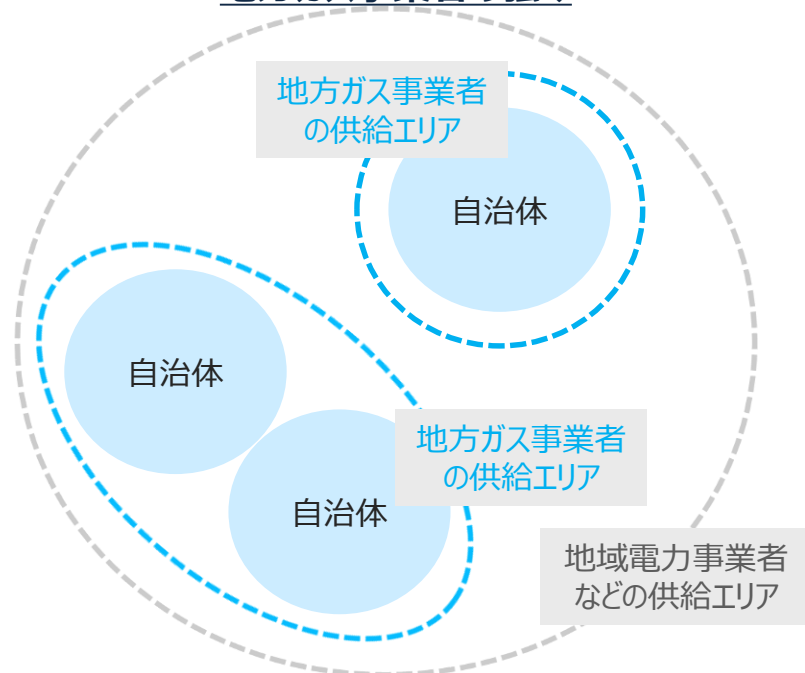 地方ガス事業者
の供給エリア
自治体
自治体
地方ガス事業者
の供給エリア
自治体
地域電力事業者
などの供給エリア